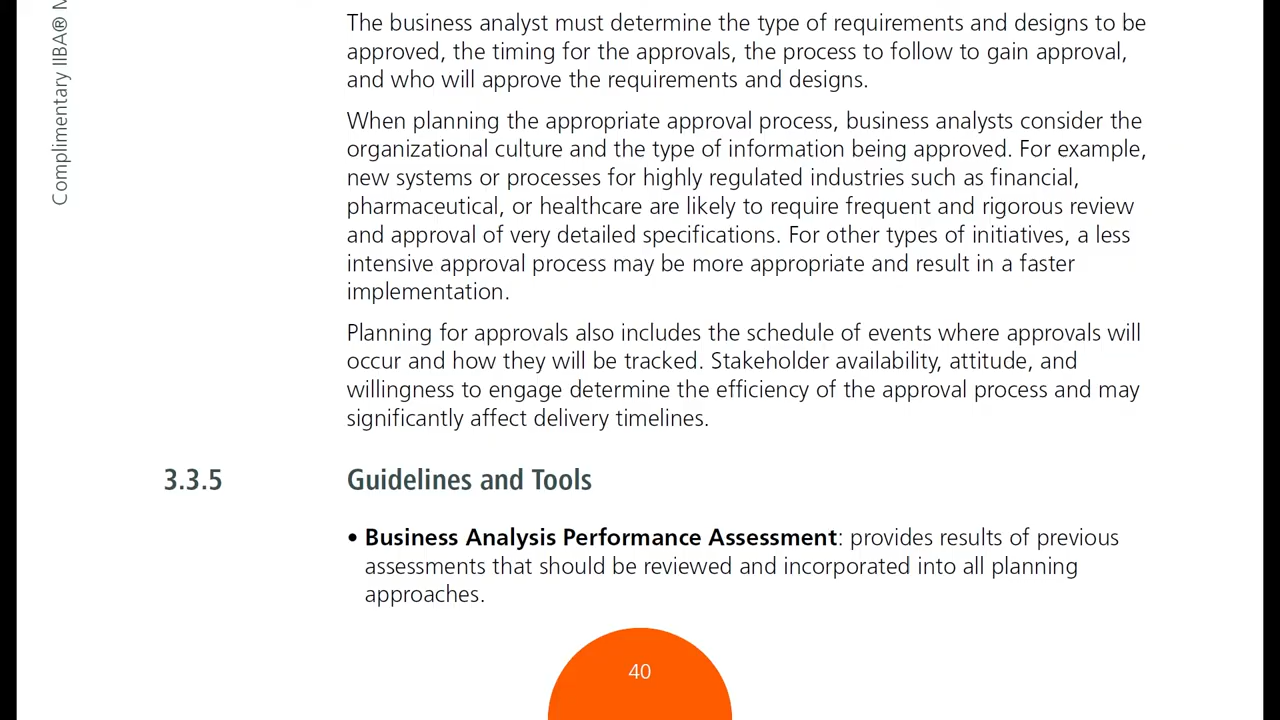 Complimentary IIBA® M
The business analyst must determine the type of requirements and designs to be
approved, the timing for the approvals, the process to follow to gain approval,
and who will approve the requirements and designs.
When planning the appropriate approval process, business analysts consider the
organizational culture and the type of information being approved. For example,
new systems or processes for highly regulated industries such as financial,
pharmaceutical, or healthcare are likely to require frequent and rigorous review
and approval of very detailed specifications. For other types of initiatives, a less
intensive approval process may be more appropriate and result in a faster
implementation.
Planning for approvals also includes the schedule of events where approvals will
occur and how they will be tracked. Stakeholder availability, attitude, and
willingness to engage determine the efficiency of the approval process and may
significantly affect delivery timelines.
3.3.5 Guidelines and Tools
• Business Analysis Performance Assessment: provides results of previous
assessments that should be reviewed and incorporated into all planning
approaches.
40